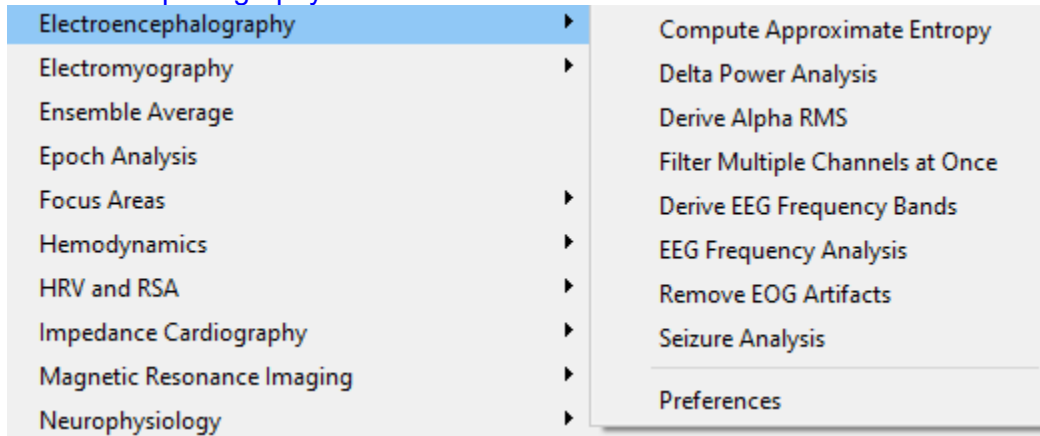 Electroencephalography
Electromyography
Ensemble Average
Epoch Analysis
Focus Areas
Hemodynamics
HRV and RSA
Impedance Cardiography
Magnetic Resonance Imaging
Neurophysiology
Compute Approximate Entropy
Delta Power Analysis
Derive Alpha RMS
Filter Multiple Channels at Once
Derive EEG Frequency Bands
EEG Frequency Analysis
Remove EOG Artifacts
Seizure Analysis
Preferences